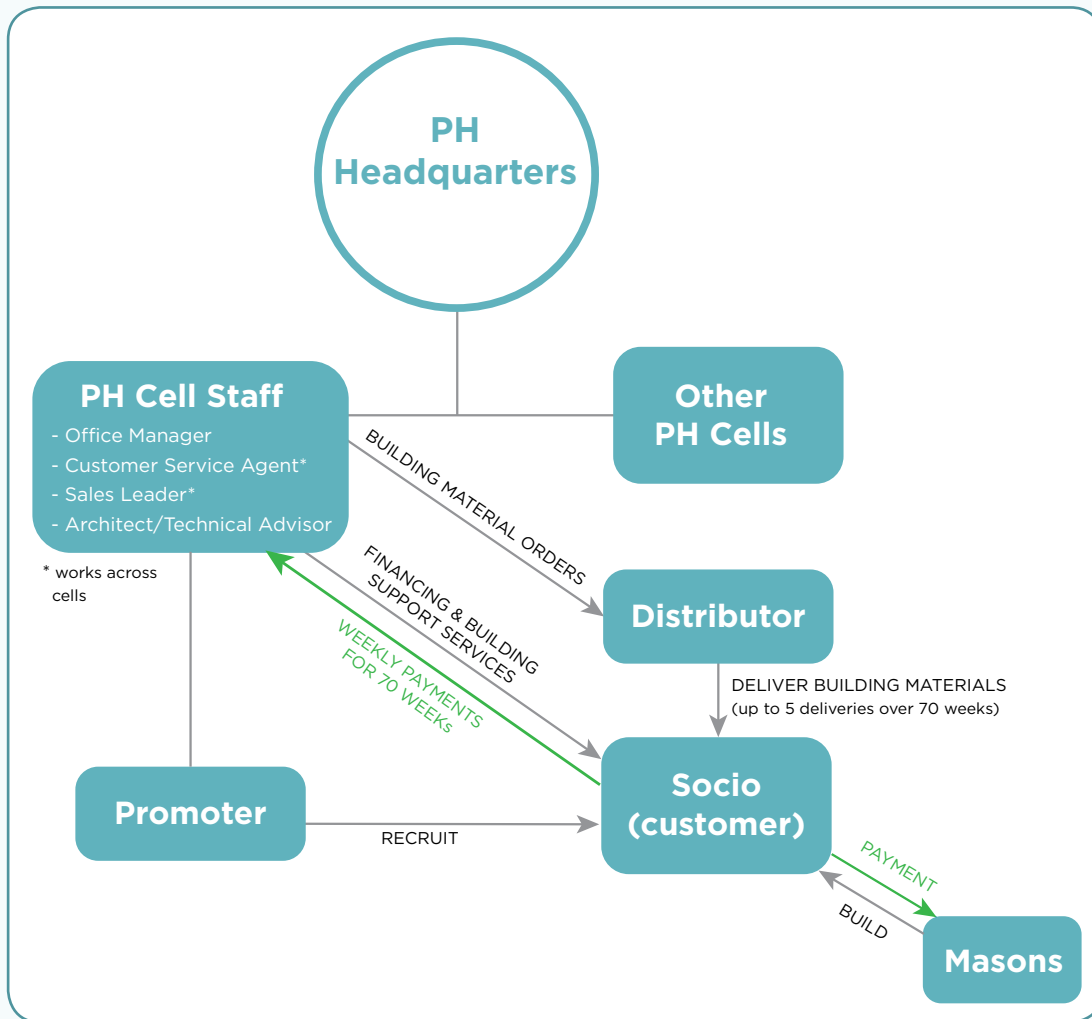 PH
Headquarters
PH Cell Staff
- Office Manager
- Customer Service Agent*
- Sales Leader*
- Architect/Technical Advisor
* works across
cells
Other
PH Cells
BUILDING MATERIAL ORDERS
FINANCING & BUILDING
SUPPORT SERVICES
WEEKLY PAYMENTS
FOR 70 WEEKs
Distributor
DELIVER BUILDING MATERIALS
(up to 5 deliveries over 70 weeks)
Promoter
RECRUIT
Socio
(customer)
PAYMENT
BUILD
Masons